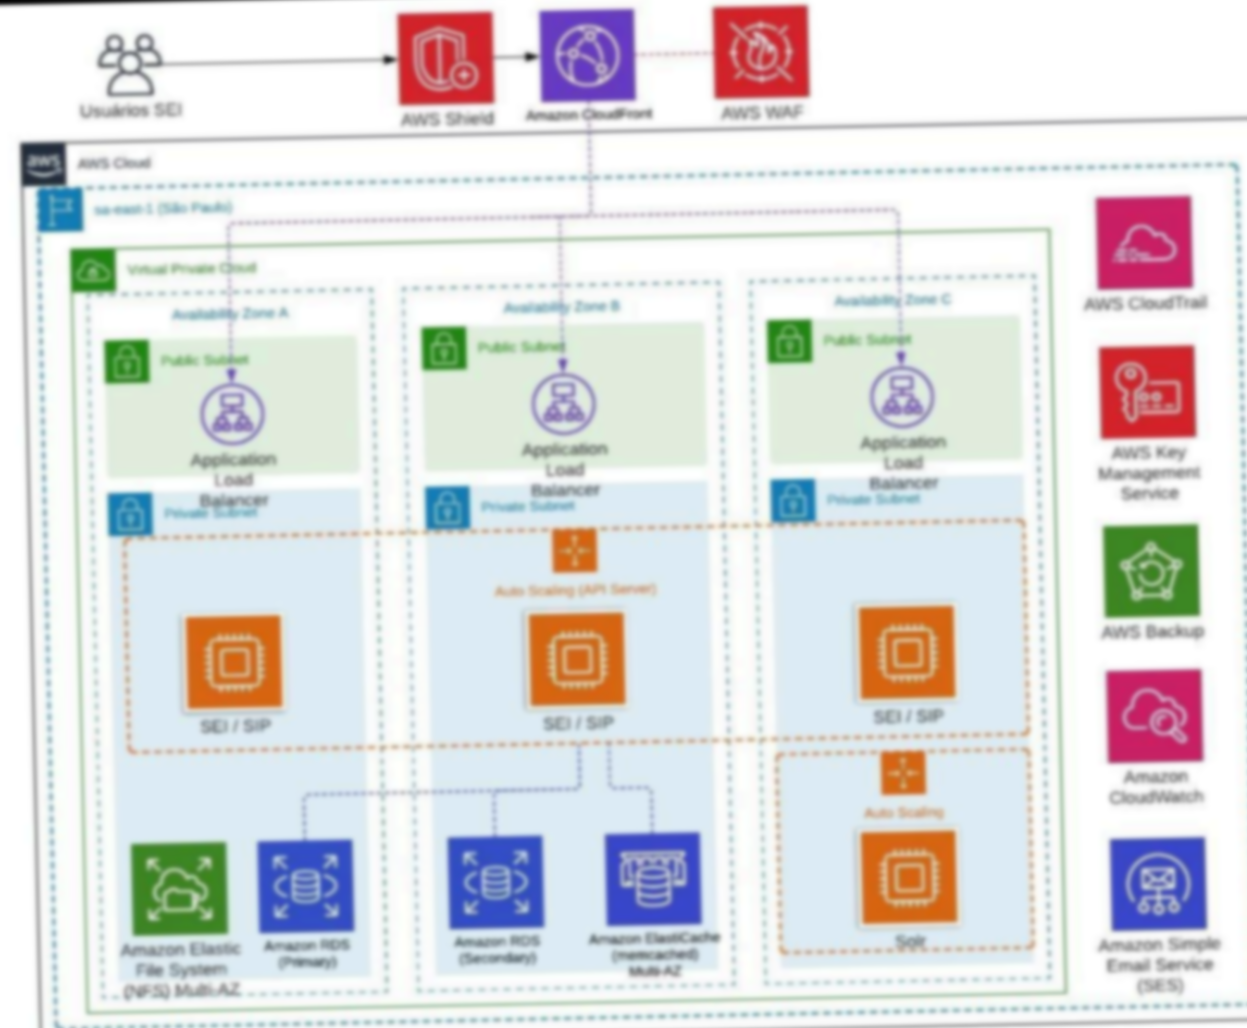 Usuários SEI
AWS Shield
Amazon CloudFront
AWS WAF
aws
AWS Cloud
sa-east-1 (São Paulo)
Virtual Private Cloud
Availability Zone A
Availability Zone B
Availability Zone C
Public Subnet
Public Subnet
Public Subnet
Application
Load
Balancer
Application
Load
Balancer
Application
Load
Balancer
Private Subnet
Private Subnet
Private Subnet
Auto Scaling (API Server)
SEI / SIP
SEI / SIP
SEI / SIP
Auto Scaling
Solr
Amazon Elastic
File System
(NFS) Multi-AZ
Amazon RDS
(Primary)
Amazon RDS
(Secondary)
Amazon ElastiCache
(memcached)
Multi-AZ
AWS CloudTrail
AWS Key
Management
Service
AWS Backup
Amazon
CloudWatch
Amazon Simple
Email Service
(SES)